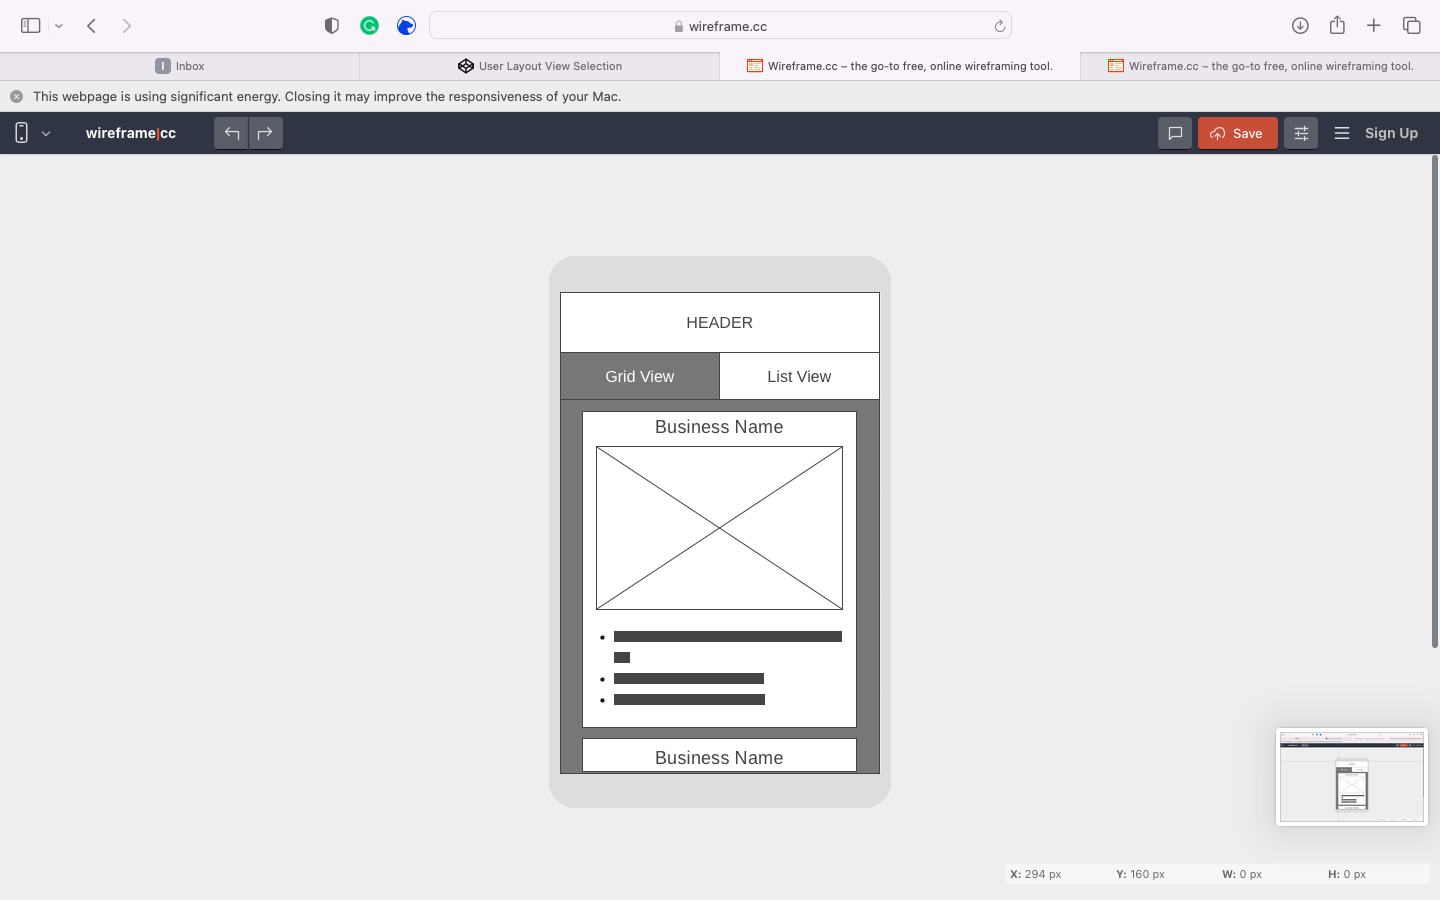 wireframe.cc
I Inbox
User Layout View Selection
Wireframe.cc – the go-to free, online wireframing tool.
Wireframe.cc – the go-to free, online wireframing tool.
This webpage is using significant energy. Closing it may improve the responsiveness of your Mac.
wireframe|cc
Save
Sign Up
HEADER
Grid View
List View
Business Name
Business Name
X: 294 px
Y: 160 px
W: 0 px
H: 0 px